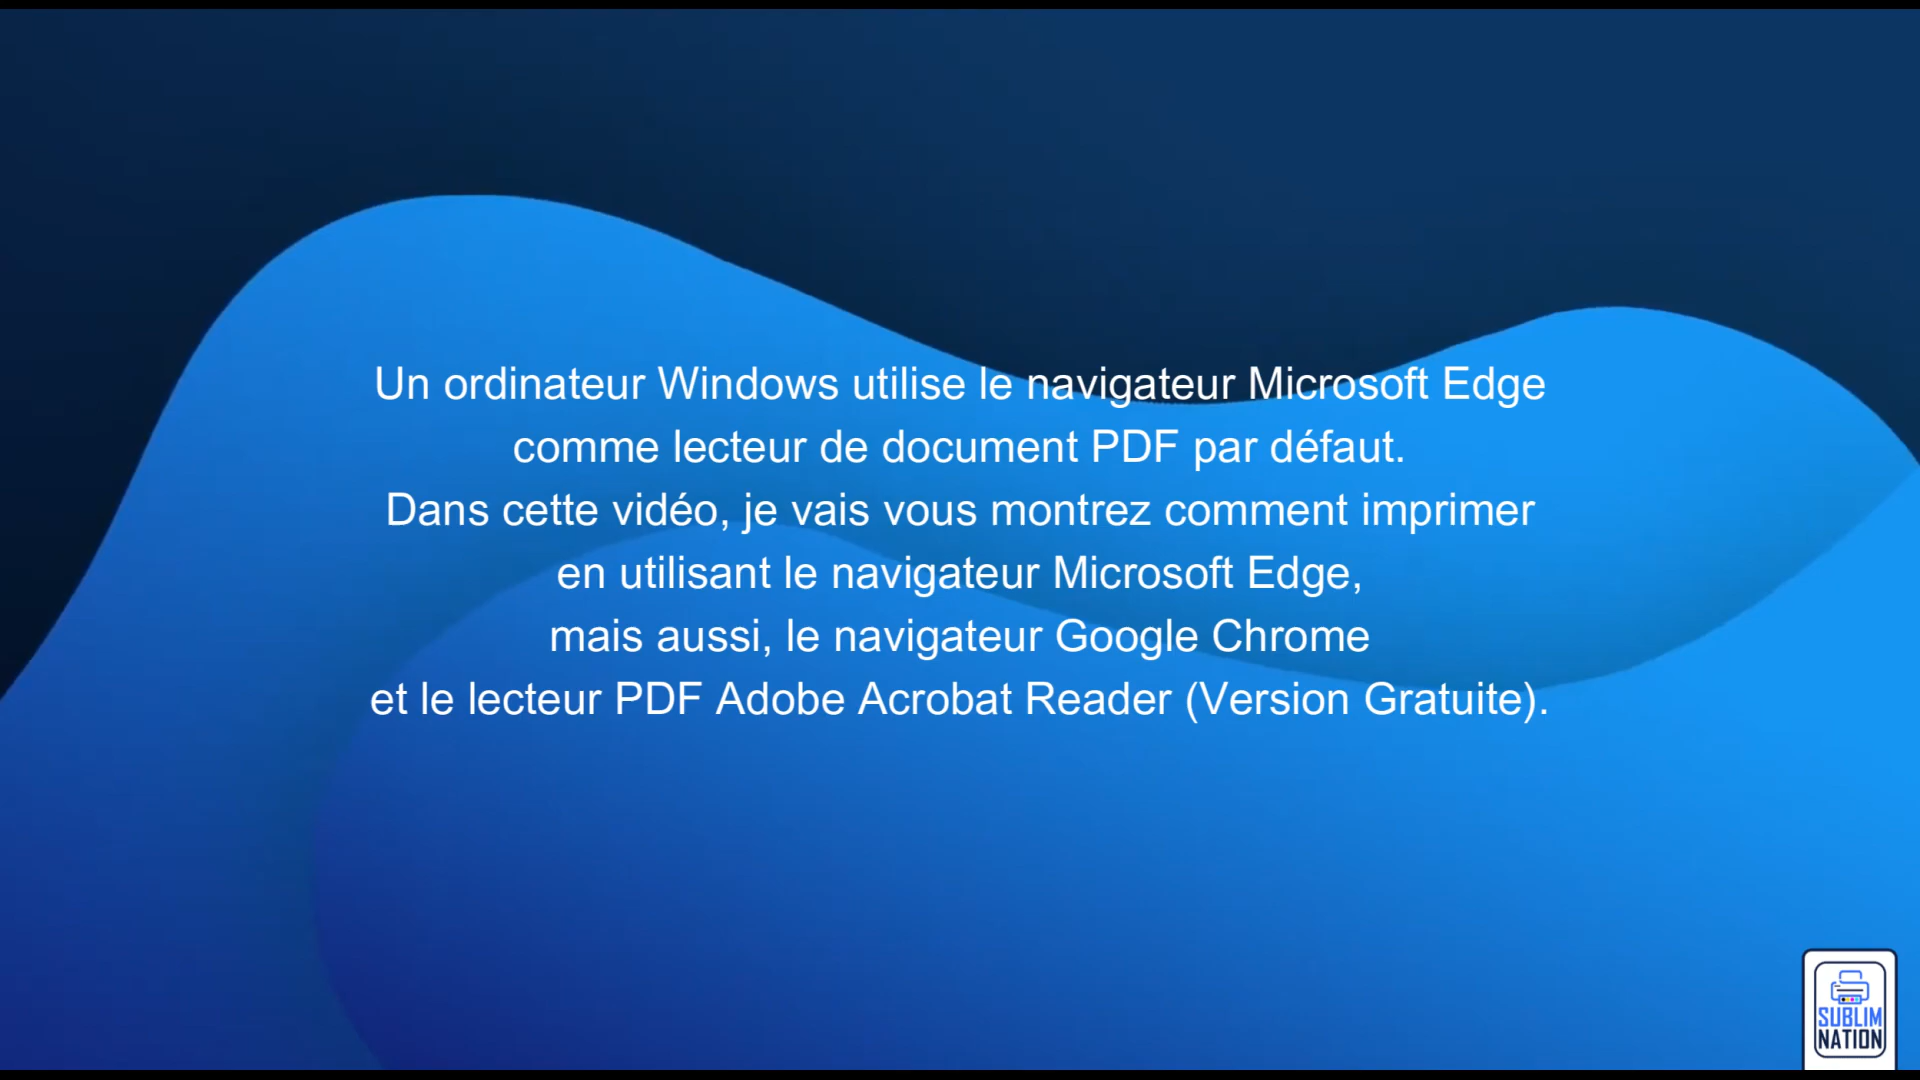 Un ordinateur Windows utilise le navigateur Microsoft Edge
comme lecteur de document PDF par défaut.
Dans cette vidéo, je vais vous montrez comment imprimer
en utilisant le navigateur Microsoft Edge,
mais aussi, le navigateur Google Chrome
et le lecteur PDF Adobe Acrobat Reader (Version Gratuite).
SUBLIM
NATION